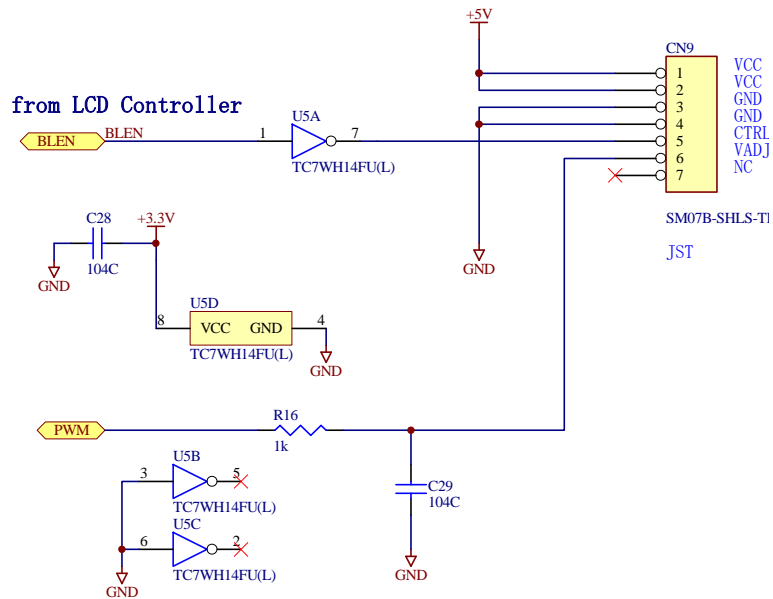 +5V
CN9
1 VCC
2 VCC
3 GND
4 GND
5 CTRL
6 VADJ
7 NC
SM07B-SHLS-T
JST
from LCD Controller
BLEN BLEN
1 U5A 7
TC7WH14FU(L)
GND
C28 +3.3V
104C
GND
U5D
8 VCC GND 4
TC7WH14FU(L)
GND
PWM
R16
1k
C29
104C
GND
U5B
3 5
TC7WH14FU(L)
U5C
6 2
TC7WH14FU(L)
GND